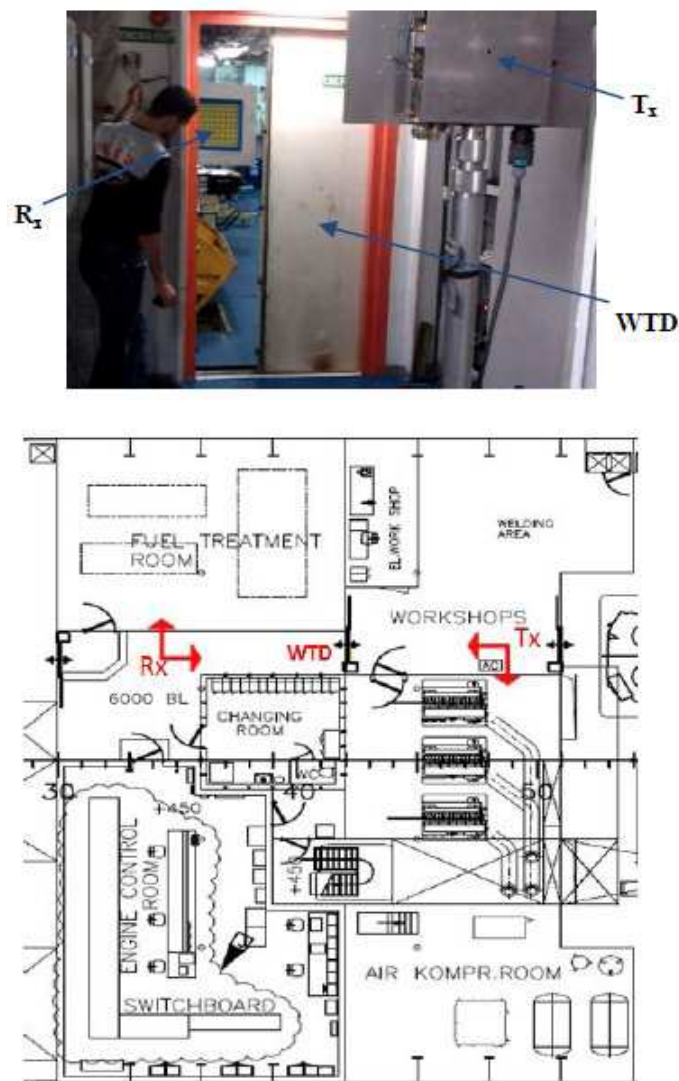 Tx
Rx
WTD
FUEL TREATMENT
ROOM
EL.WORK SHOP
WELDING
AREA
WORKSHOPS
Rx
WTD
Tx
AC
6000 BL
CHANGING
ROOM
WC
30
40
50
+450
+450
ENGINE CONTROL
ROOM
SWITCHBOARD
AIR KOMPR.ROOM